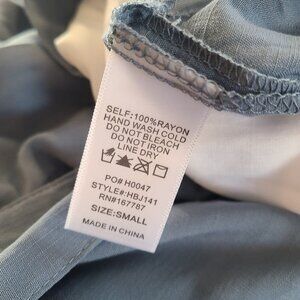 SELF:100%RAYON
HAND WASH COLD
DO NOT BLEACH
DO NOT IRON
LINE DRY
PO# H0047
STYLE#:HBJ141
RN#167787
SIZE:SMALL
MADE IN CHINA